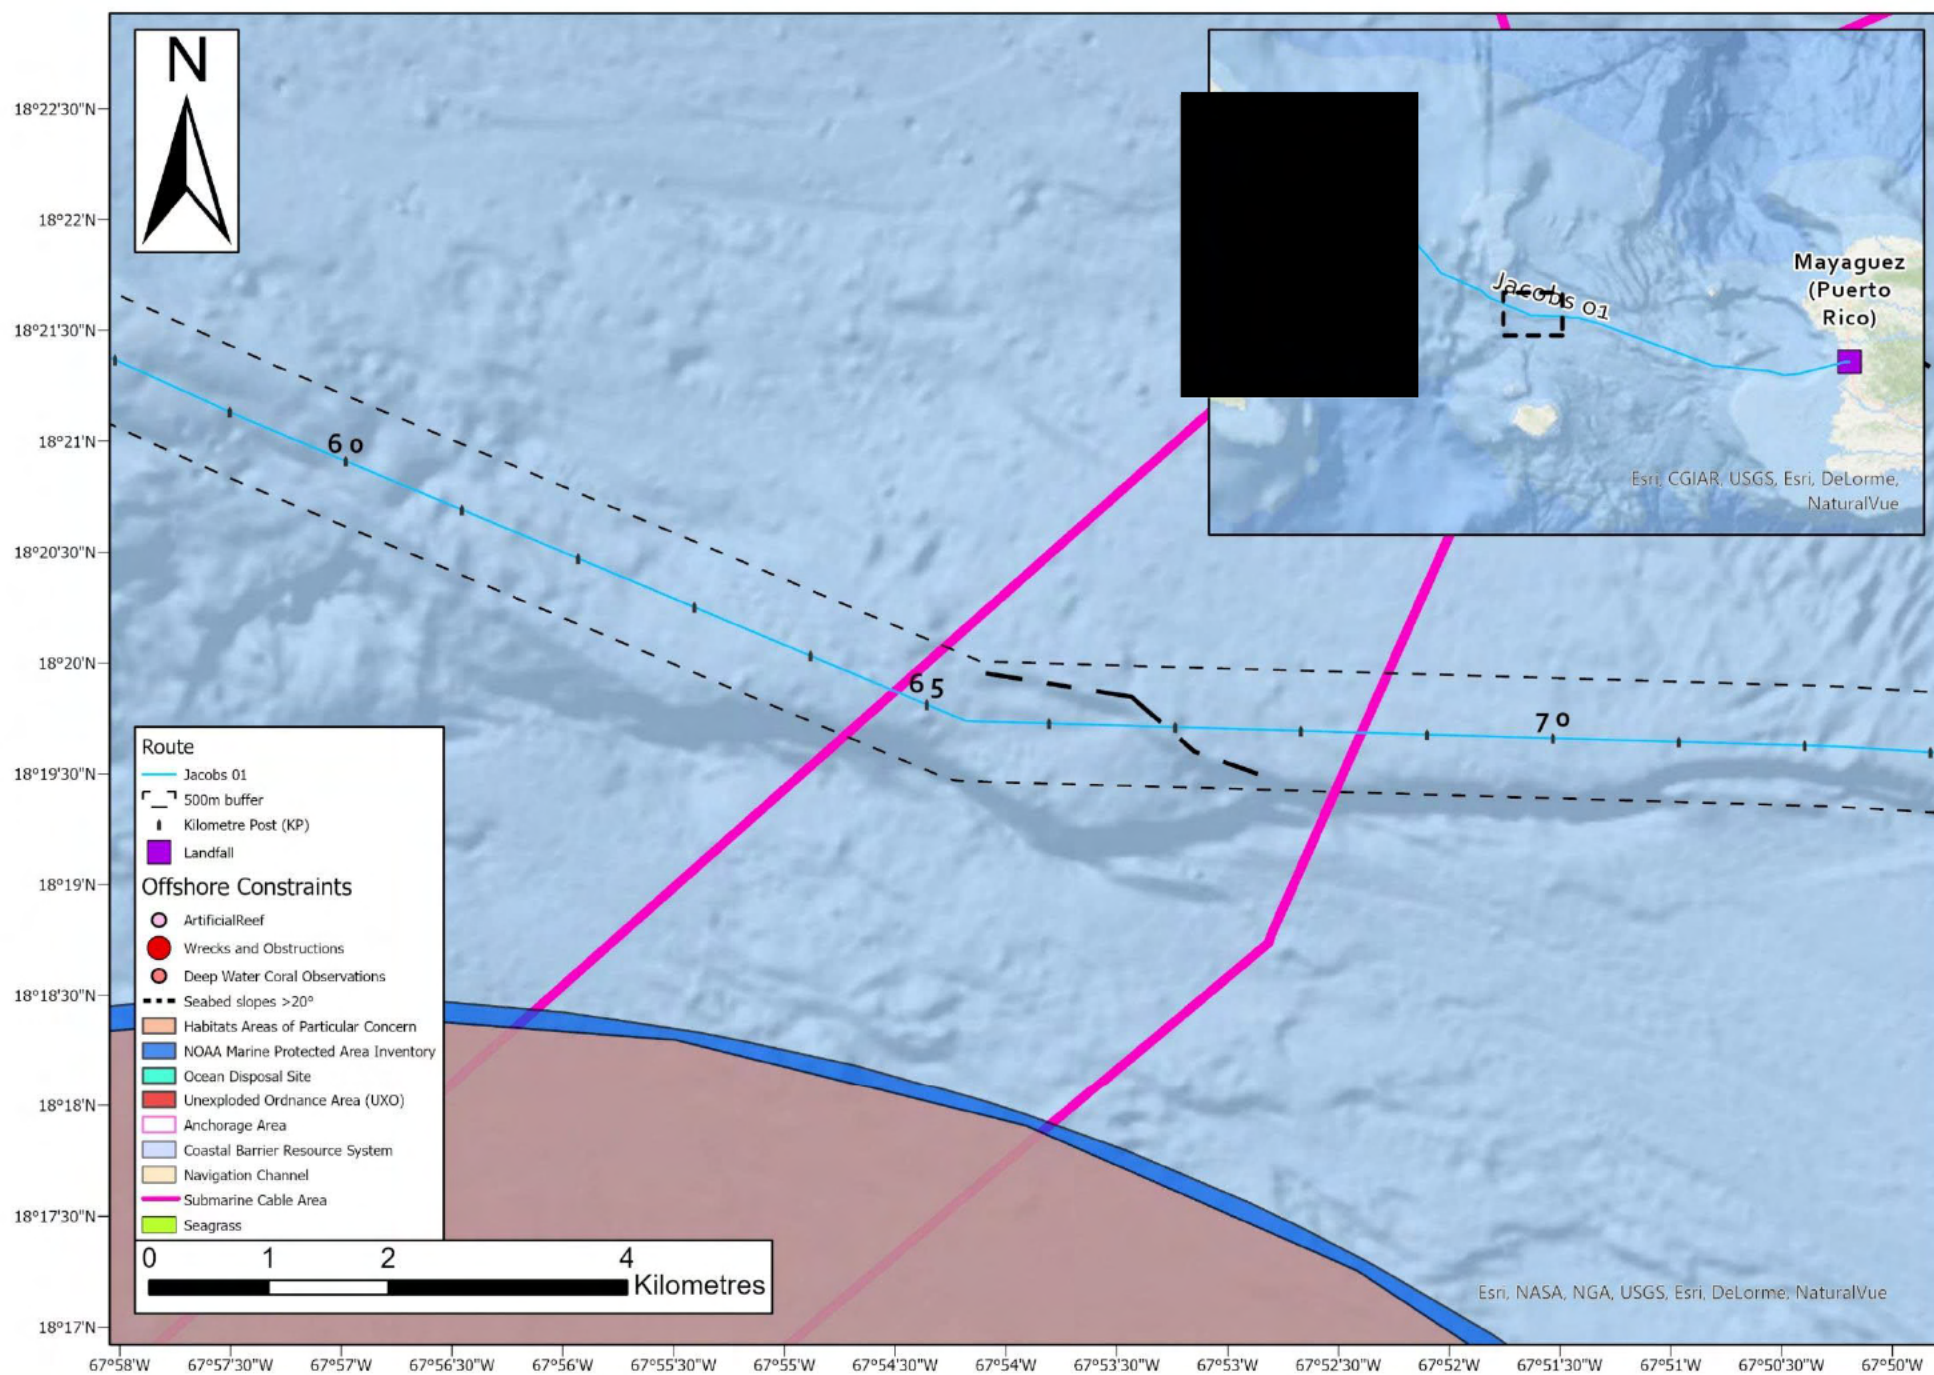 N
18°22'30"N
18°22'N
18°21'30"N
18°21'N
18°20'30"N
18°20'N
18°19'30"N
18°19'N
18°18'30"N
18°18'N
18°17'30"N
18°17'N
60
65
70
Jacobs 01
Mayaguez
(Puerto
Rico)
Esri, CGIAR, USGS, Esri, DeLorme,
NaturalVue
Route
Jacobs 01
500m buffer
Kilometre Post (KP)
Landfall
Offshore Constraints
ArtificialReef
Wrecks and Obstructions
Deep Water Coral Observations
Seabed slopes >20°
Habitats Areas of Particular Concern
NOAA Marine Protected Area Inventory
Ocean Disposal Site
Unexploded Ordnance Area (UXO)
Anchorage Area
Coastal Barrier Resource System
Navigation Channel
Submarine Cable Area
Seagrass
0 1 2 4
Kilometres
Esri, NASA, NGA, USGS, Esri, DeLorme, NaturalVue
67°58'W 67°57'30"W 67°57'W 67°56'30"W 67°56'W 67°55'30"W 67°55'W 67°54'30"W 67°54'W 67°53'30"W 67°53'W 67°52'30"W 67°52'W 67°51'30"W 67°51'W 67°50'30"W 67°50'W